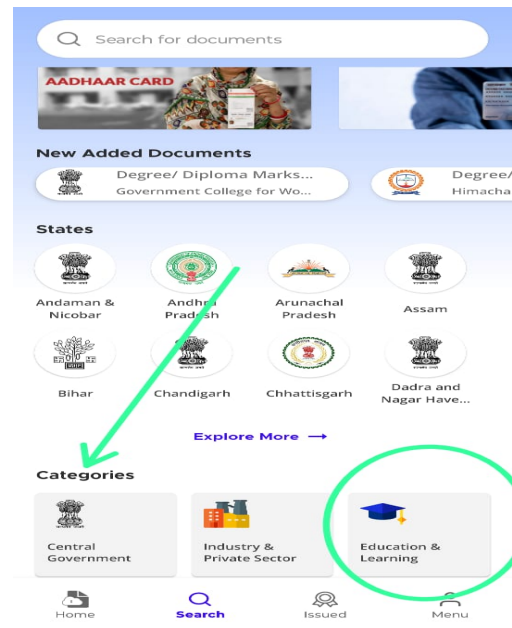 Search for documents
AADHAAR CARD
New Added Documents
Degree/ Diploma Marks...
Government College for Wo...
Degree/
Himacha
States
Andaman &
Nicobar
Andhra
Pradesh
Arunachal
Pradesh
Assam
Bihar
Chandigarh
Chhattisgarh
Dadra and
Nagar Have...
Explore More →
Categories
Central
Government
Industry &
Private Sector
Education &
Learning
Home
Search
Issued
Menu